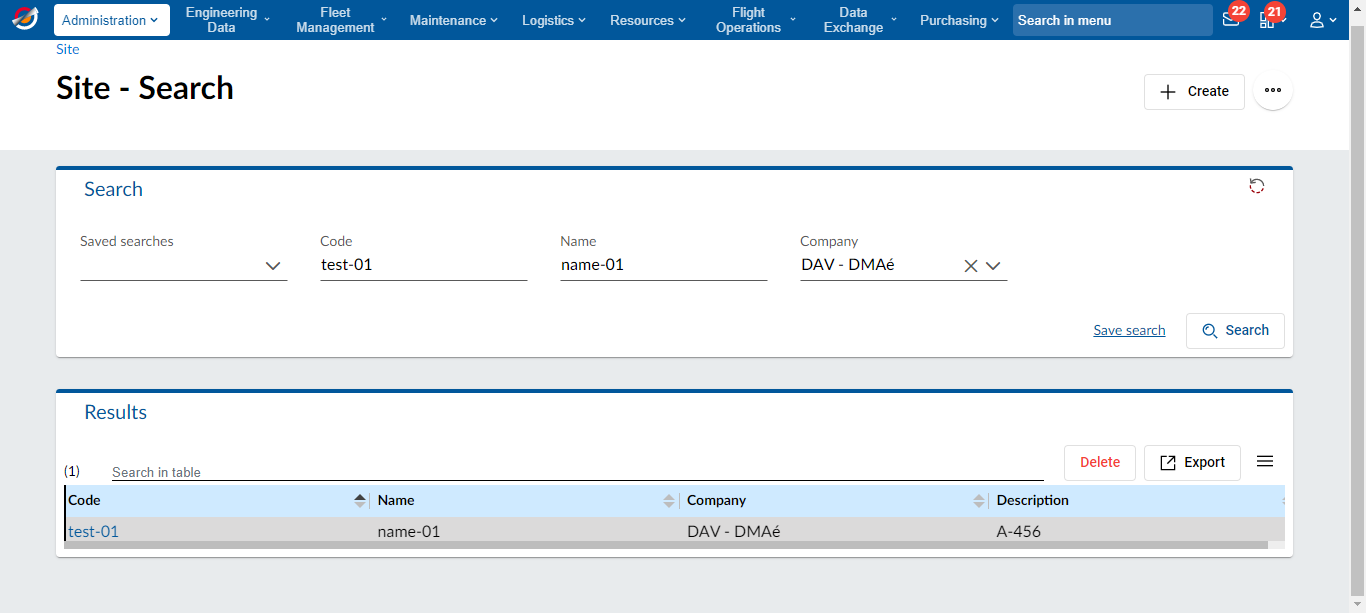 Administration
Engineering Data
Fleet Management
Maintenance
Logistics
Resources
Flight Operations
Data Exchange
Purchasing
Search in menu
22
21
Site
Site - Search
Create
Search
Saved searches
Code
Name
Company
test-01
name-01
DAV - DMAé
Save search
Search
Results
(1)
Search in table
Delete
Export
Code
Name
Company
Description
test-01
name-01
DAV - DMAé
A-456